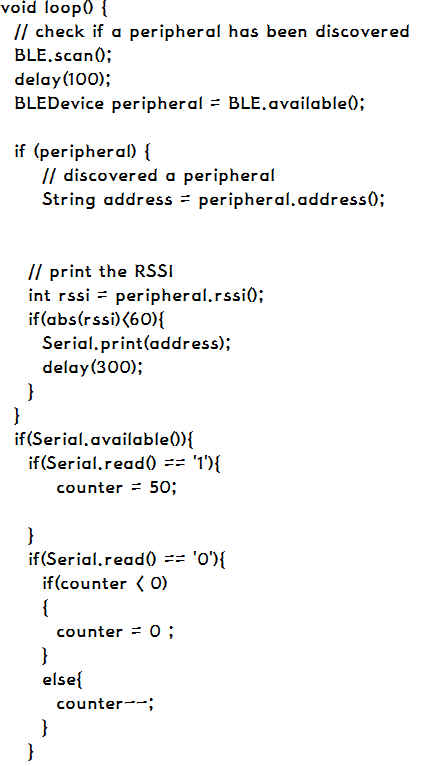 void loop() {
// check if a peripheral has been discovered
BLE.scan();
delay(100);
BLEDevice peripheral = BLE.available();
if (peripheral) {
// discovered a peripheral
String address = peripheral.address();
// print the RSSI
int rssi = peripheral.rssi();
if(abs(rssi)<60){
Serial.print(address);
delay(300);
}
}
if(Serial.available()){
if(Serial.read() == '1'){
counter = 50;
}
if(Serial.read() == '0'){
if(counter < 0)
{
counter = 0 ;
}
else{
counter--;
}
}